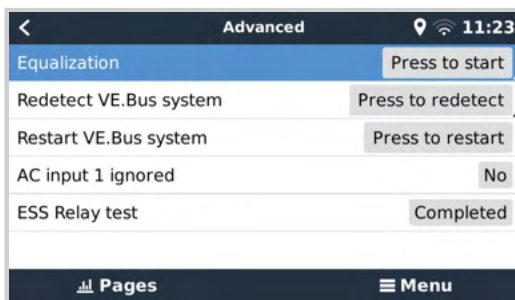 Advanced 11:23
Equalization Press to start
Redetect VE.Bus system Press to redetect
Restart VE.Bus system Press to restart
AC input 1 ignored No
ESS Relay test Completed
Pages Menu